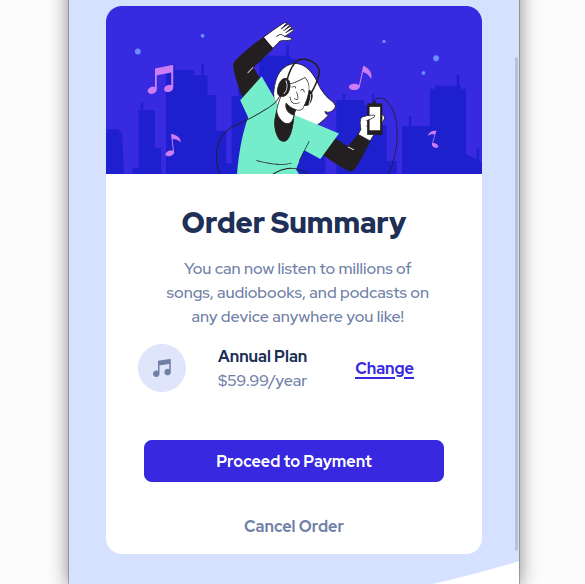 Order Summary
You can now listen to millions of
songs, audiobooks, and podcasts on
any device anywhere you like!
Annual Plan
$59.99/year
Change
Proceed to Payment
Cancel Order